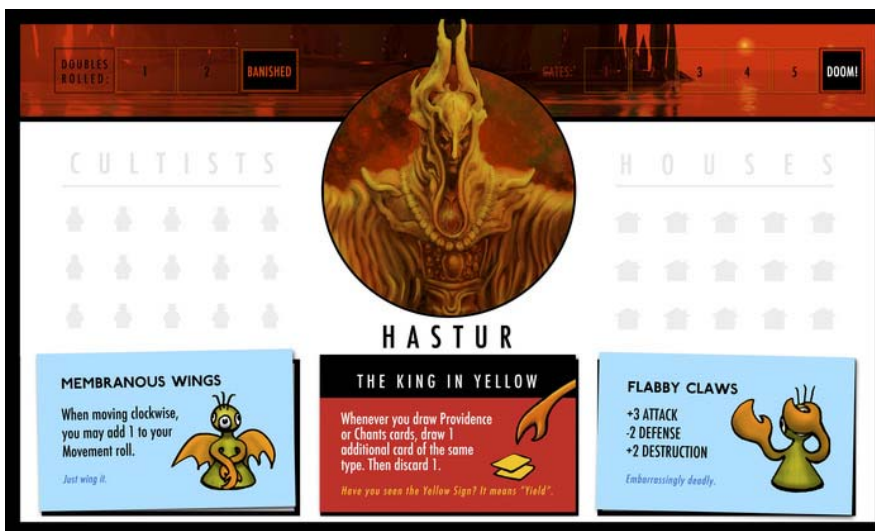 DOUBLES ROLLED: 1 2 BANISHED
GATES: 1 3 4 5 DOOM!
CULTISTS
HOUSES
HASTUR
MEMBRANOUS WINGS
When moving clockwise,
you may add 1 to your
Movement roll.
Just wing it.
THE KING IN YELLOW
Whenever you draw Providence
or Chants cards, draw 1
additional card of the same
type. Then discard 1.
Have you seen the Yellow Sign? It means "Yield".
FLABBY CLAWS
+3 ATTACK
-2 DEFENSE
+2 DESTRUCTION
Embarrassingly deadly.